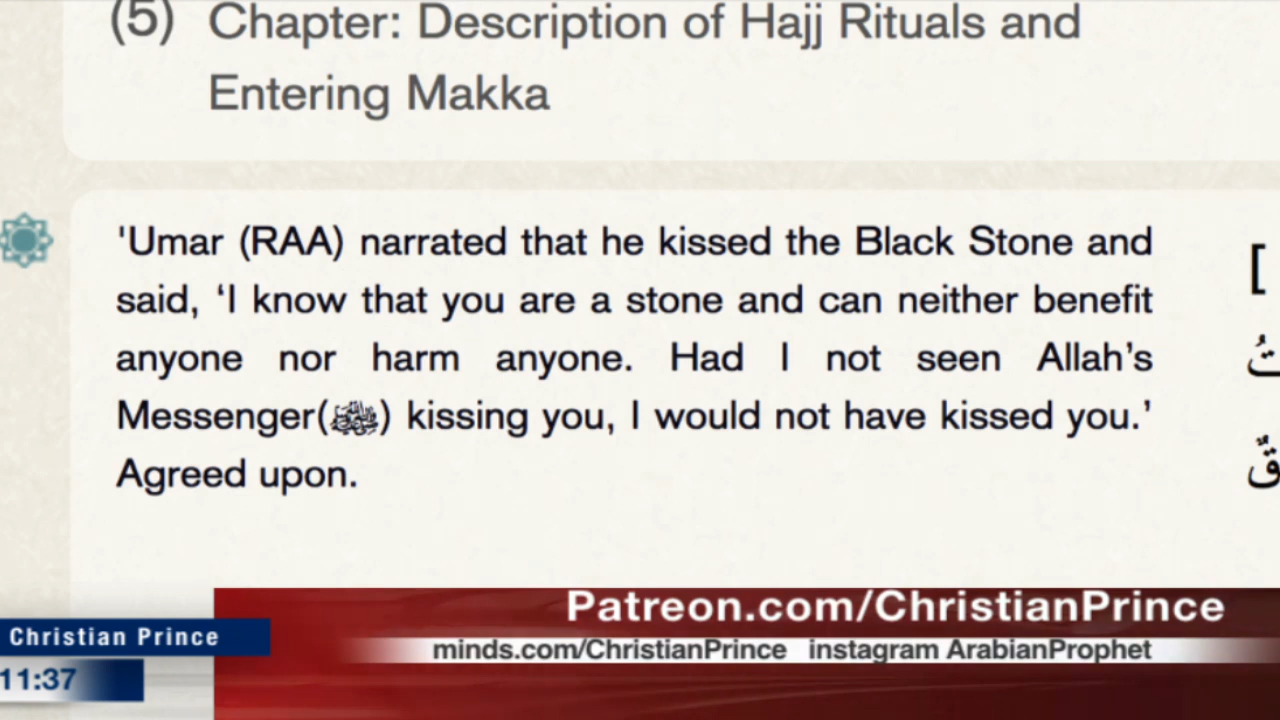 (5) Chapter: Description of Hajj Rituals and
Entering Makka
'Umar (RAA) narrated that he kissed the Black Stone and
said, ‘I know that you are a stone and can neither benefit
anyone nor harm anyone. Had I not seen Allah’s
Messenger(ﷺ) kissing you, I would not have kissed you.’
Agreed upon.
[
تُ
قٌ
Patreon.com/ChristianPrince
Christian Prince
minds.com/ChristianPrince instagram ArabianProphet
11:37